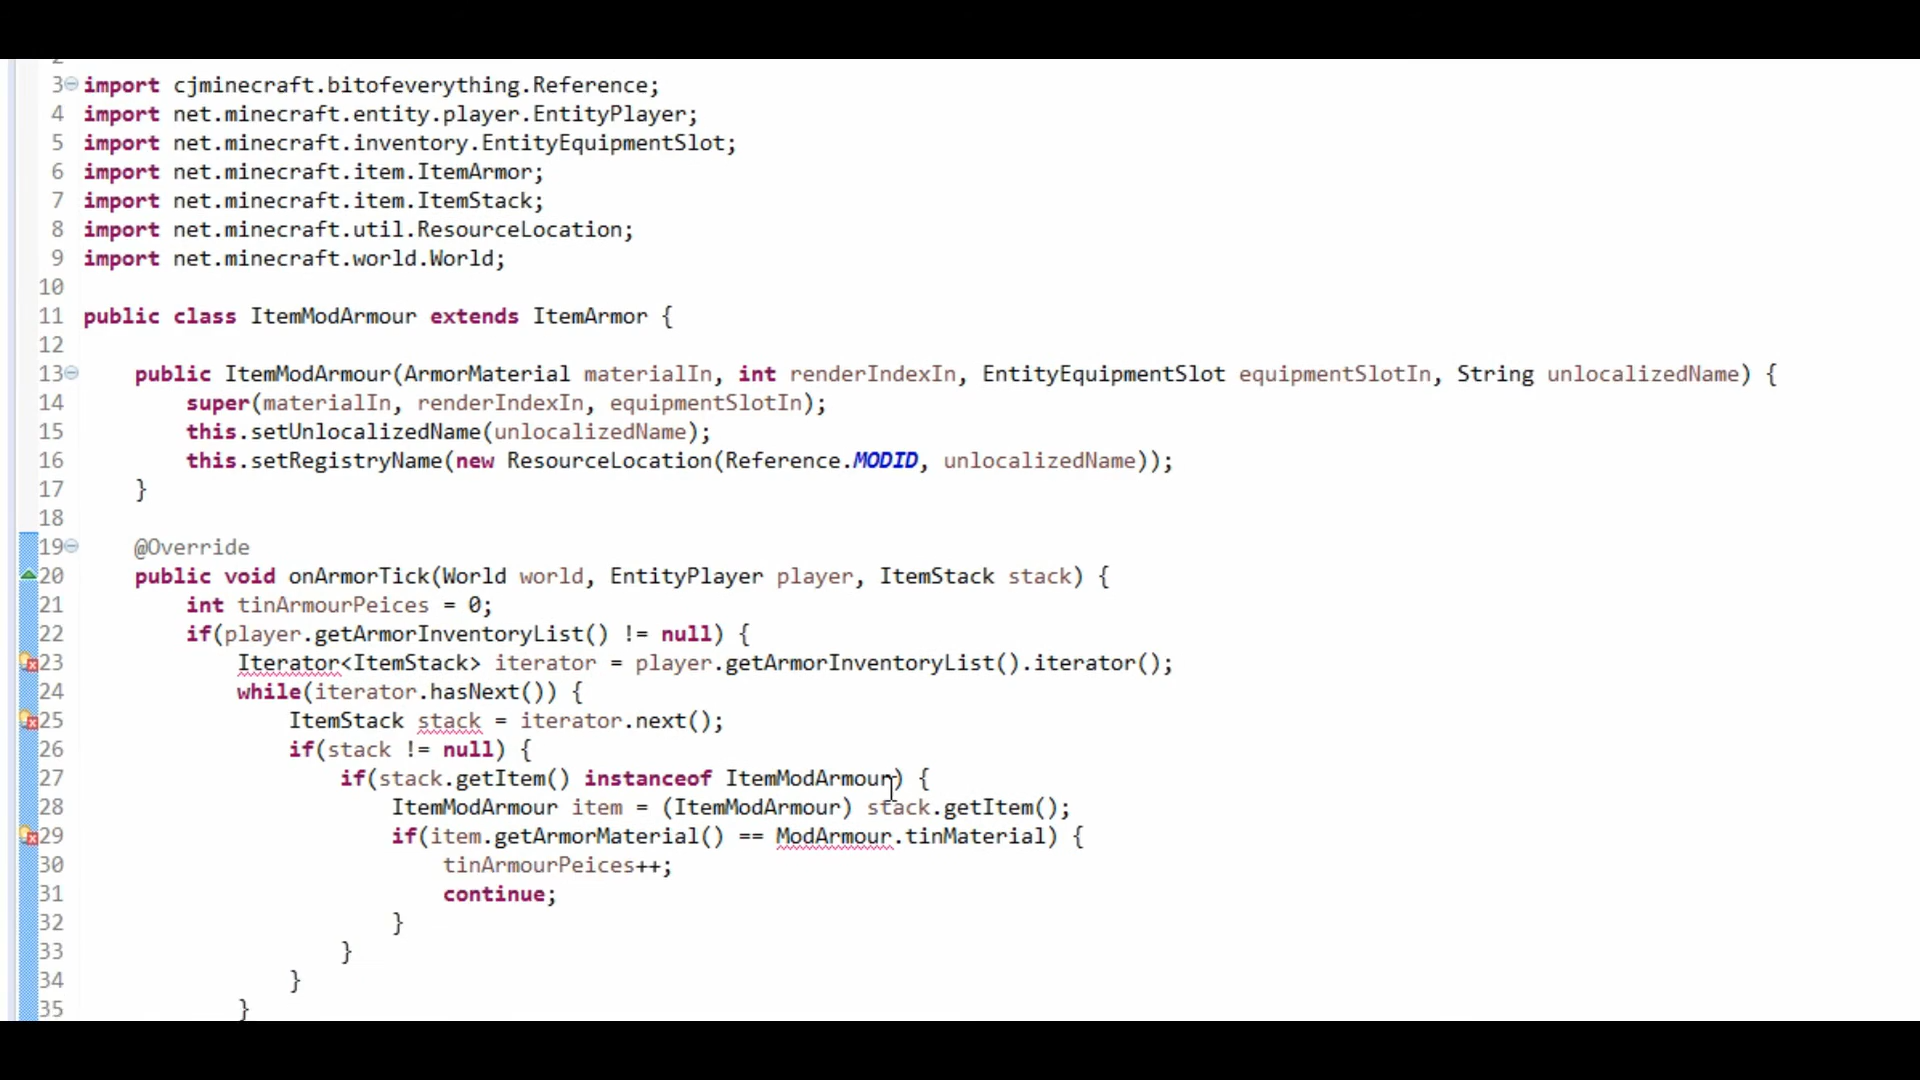 3 import cjminecraft.bitofeverything.Reference;
4 import net.minecraft.entity.player.EntityPlayer;
5 import net.minecraft.inventory.EntityEquipmentSlot;
6 import net.minecraft.item.ItemArmor;
7 import net.minecraft.item.ItemStack;
8 import net.minecraft.util.ResourceLocation;
9 import net.minecraft.world.World;
10
11 public class ItemModArmour extends ItemArmor {
12
13 public ItemModArmour(ArmorMaterial materialIn, int renderIndexIn, EntityEquipmentSlot equipmentSlotIn, String unlocalizedName) {
14 super(materialIn, renderIndexIn, equipmentSlotIn);
15 this.setUnlocalizedName(unlocalizedName);
16 this.setRegistryName(new ResourceLocation(Reference.MODID, unlocalizedName));
17 }
18
19 @Override
20 public void onArmorTick(World world, EntityPlayer player, ItemStack stack) {
21 int tinArmourPeices = 0;
22 if(player.getArmorInventoryList() != null) {
23 Iterator<ItemStack> iterator = player.getArmorInventoryList().iterator();
24 while(iterator.hasNext()) {
25 ItemStack stack = iterator.next();
26 if(stack != null) {
27 if(stack.getItem() instanceof ItemModArmour) {
28 ItemModArmour item = (ItemModArmour) stack.getItem();
29 if(item.getArmorMaterial() == ModArmour.tinMaterial) {
30 tinArmourPeices++;
31 continue;
32 }
33 }
34 }
35 }